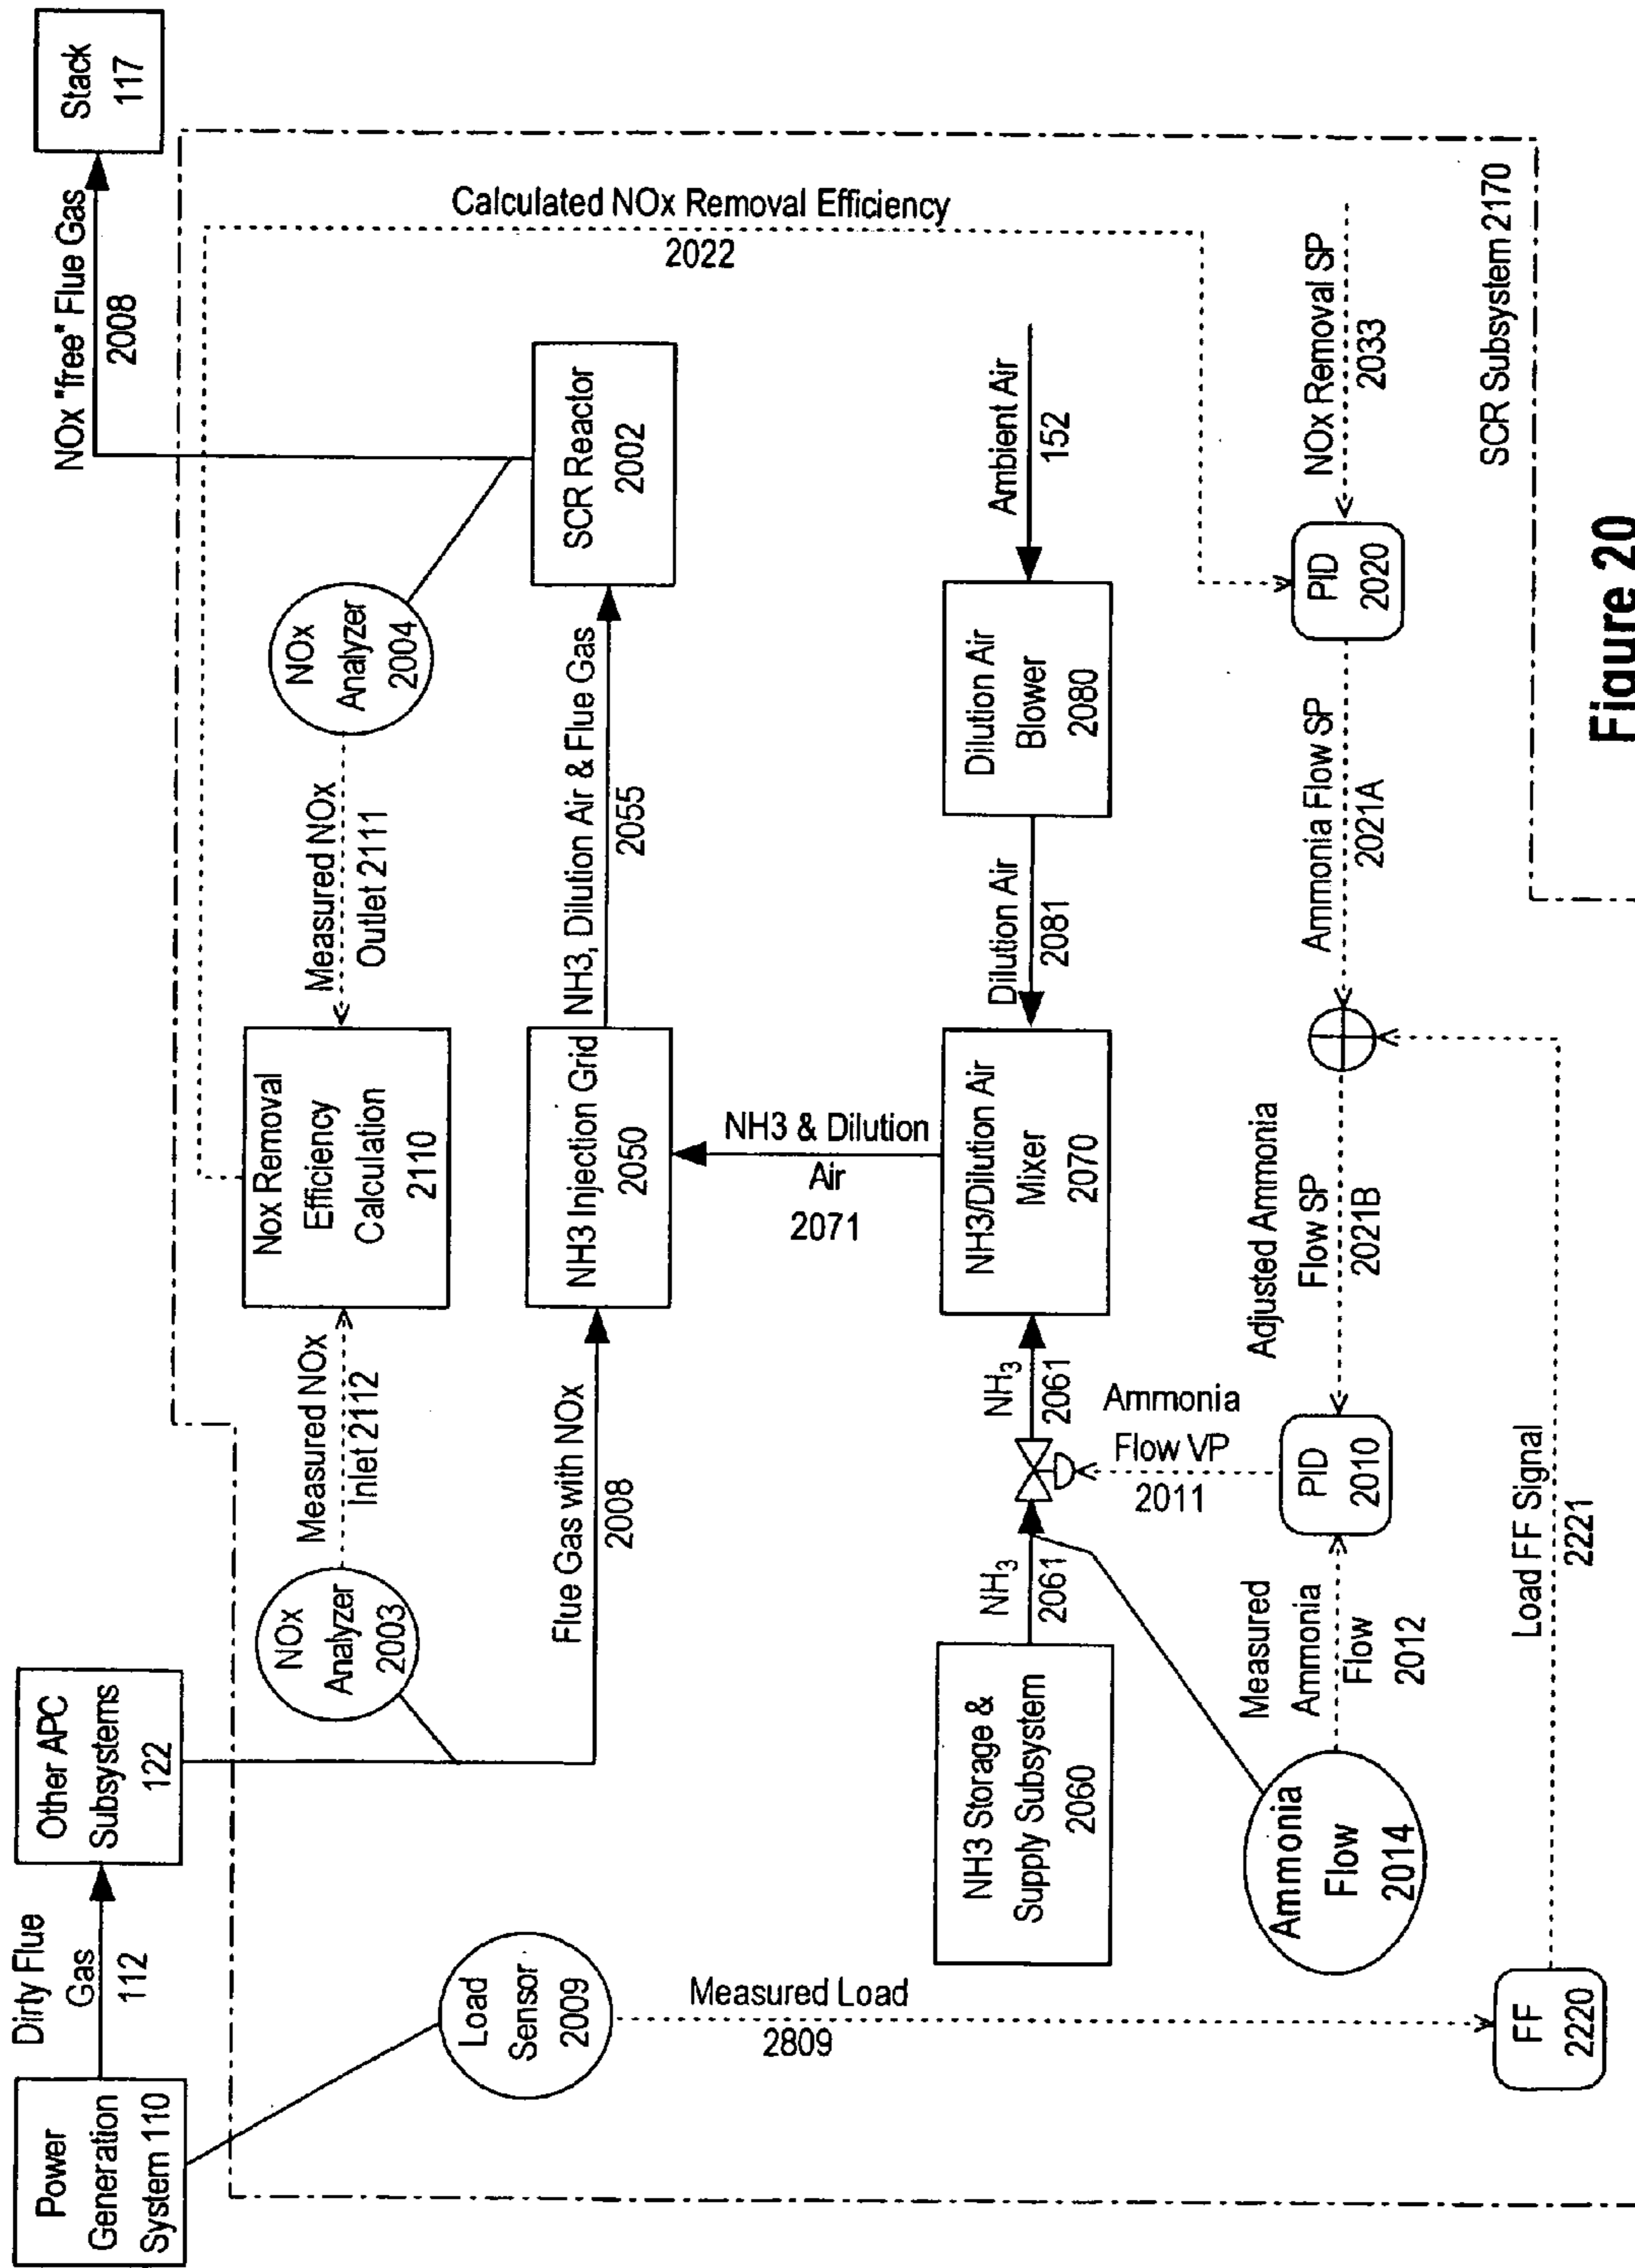 Power
Generation
System 110
Dirty Flue
Gas
112
Other APC
Subsystems
122
NOx "free" Flue Gas
2008
Stack
117
Calculated NOx Removal Efficiency
2022
NOx
Analyzer
2003
Measured NOx
Inlet 2112
Nox Removal
Efficiency
Calculation
2110
Measured NOx
Outlet 2111
NOx
Analyzer
2004
Load
Sensor
2009
Flue Gas with NOx
2008
NH3 Injection Grid
2050
NH3, Dilution Air & Flue Gas
2055
SCR Reactor
2002
Measured Load
2809
NH3 & Dilution
Air
2071
NH3 Storage &
Supply Subsystem
2060
NH₃
2061
NH₃
2061
NH3/Dilution Air
Mixer
2070
Dilution Air
2081
Dilution Air
Blower
2080
Ambient Air
152
Ammonia
Flow VP
2011
Ammonia
Flow
2014
Measured
Ammonia
Flow
2012
PID
2010
Adjusted Ammonia
Flow SP
2021B
Ammonia Flow SP
2021A
PID
2020
NOx Removal SP
2033
FF
2220
Load FF Signal
2221
SCR Subsystem 2170
Figure 20